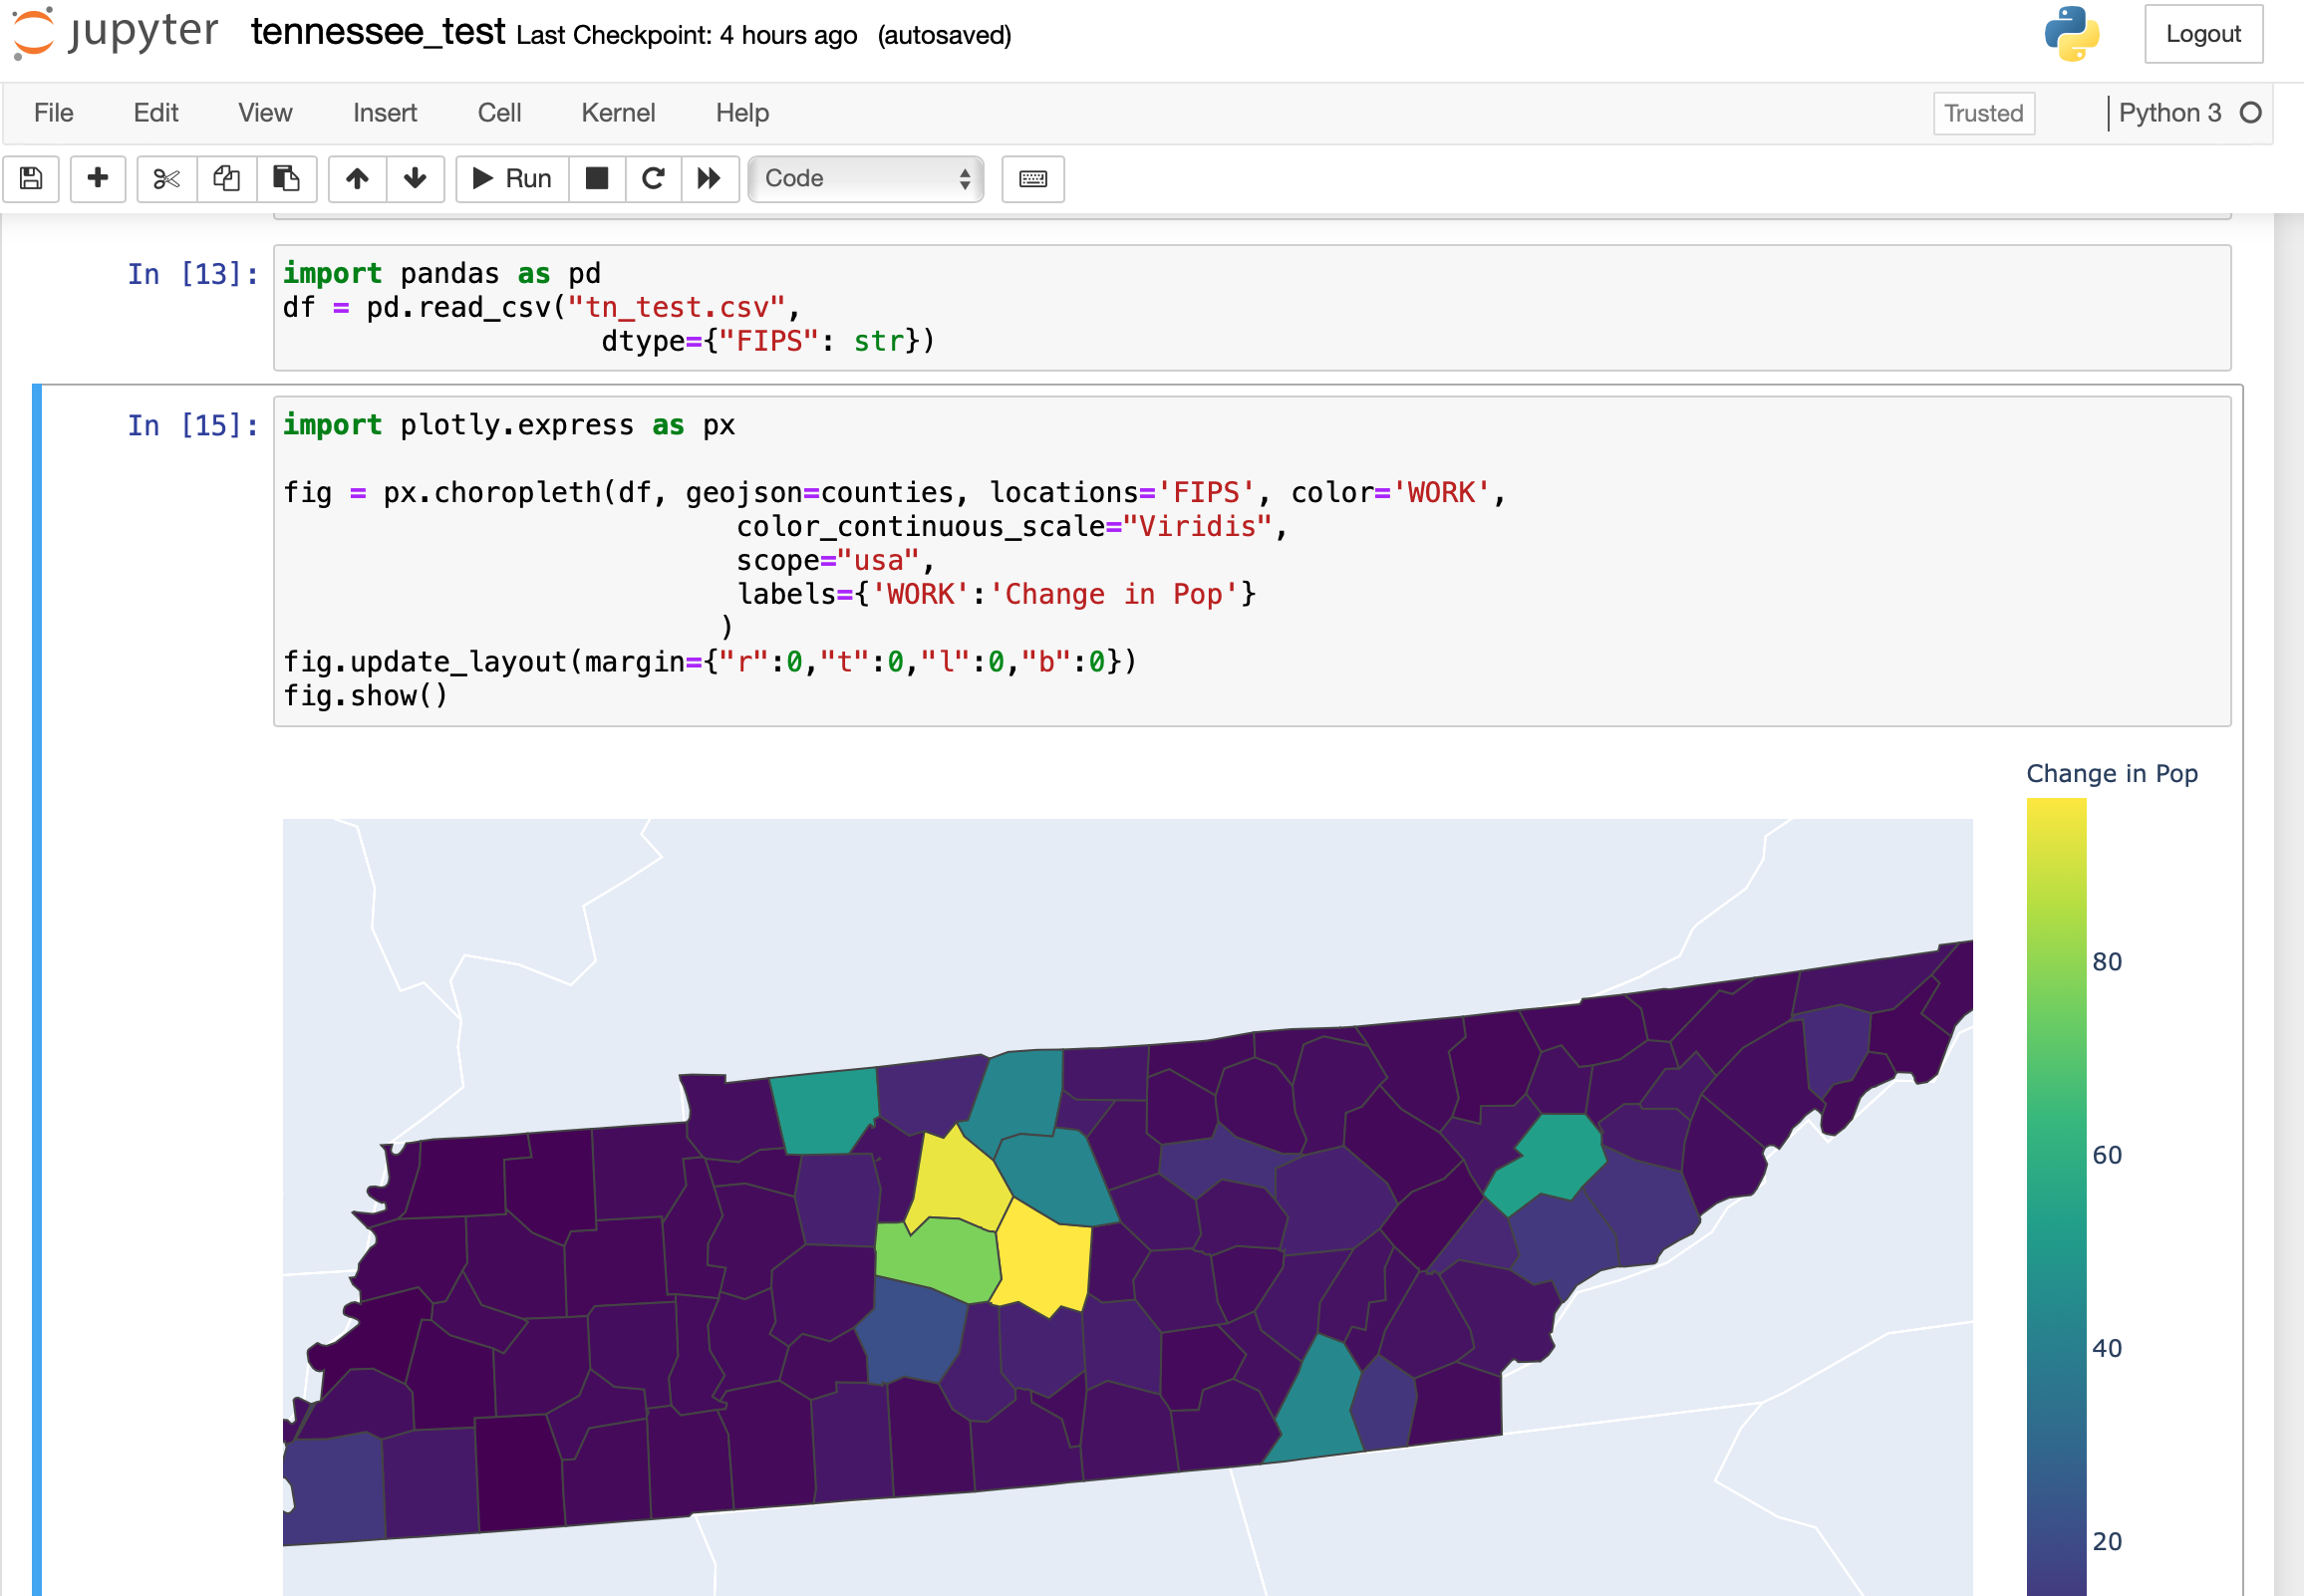 jupyter tennessee_test Last Checkpoint: 4 hours ago (autosaved) Logout
File Edit View Insert Cell Kernel Help Trusted Python 3
Run Code
In [13]: import pandas as pd
df = pd.read_csv("tn_test.csv",
dtype={"FIPS": str})
In [15]: import plotly.express as px
fig = px.choropleth(df, geojson=counties, locations='FIPS', color='WORK',
color_continuous_scale="Viridis",
scope="usa",
labels={'WORK':'Change in Pop'}
)
fig.update_layout(margin={"r":0,"t":0,"l":0,"b":0})
fig.show()
Change in Pop
80
60
40
20